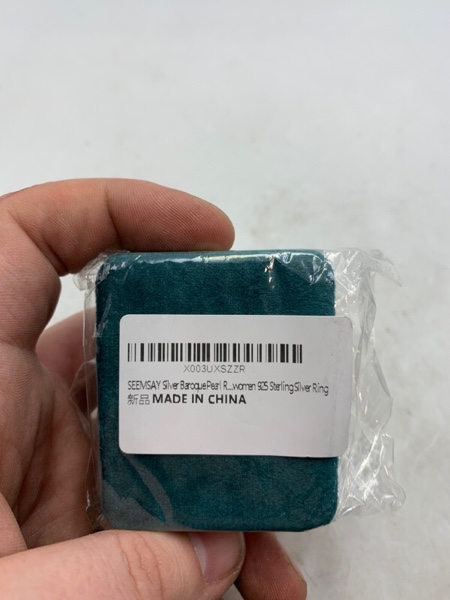 X003UXSZZR
SEEMSAY Silver Baroque Pearl R...women 925 Sterling Silver Ring
新品 MADE IN CHINA